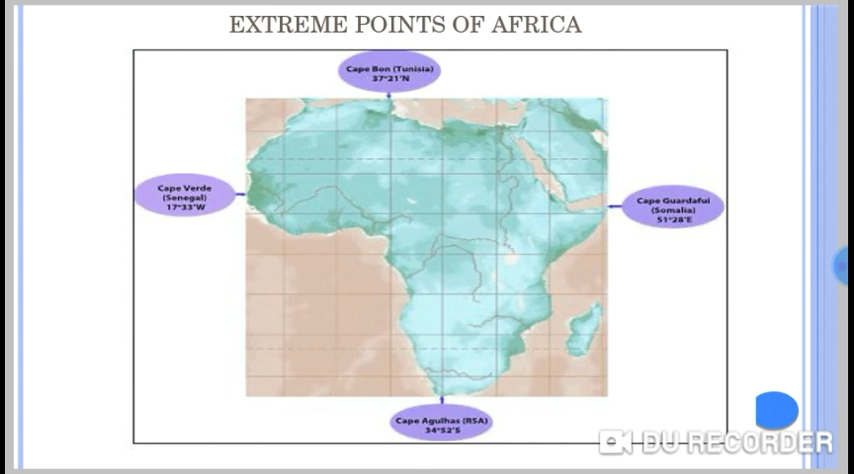 EXTREME POINTS OF AFRICA
Cape Bon (Tunisia)
37°21'N
Cape Verde
(Senegal)
17°33'W
Cape Guardafui
(Somalia)
51°28'E
Cape Agulhas (RSA)
34°52'S
DU RECORDER